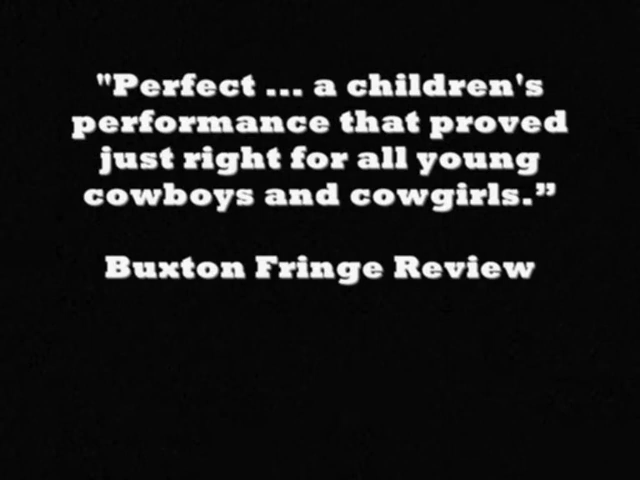 "Perfect ... a children's
performance that proved
just right for all young
cowboys and cowgirls.”
Buxton Fringe Review